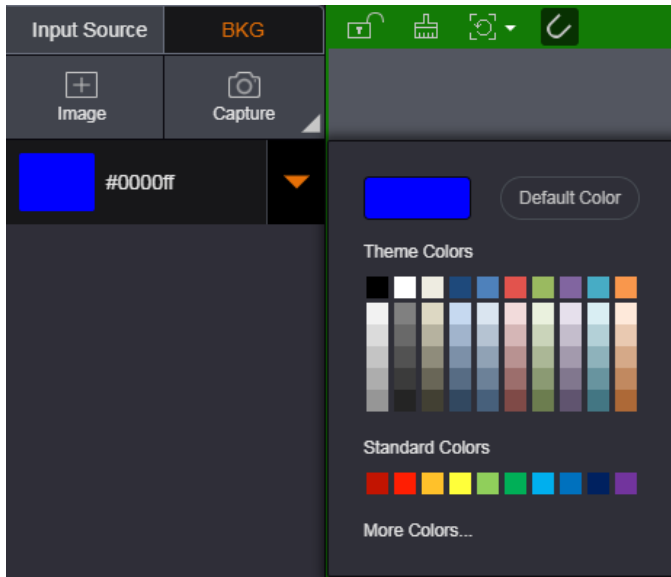 Input Source
BKG
Image
Capture
#0000ff
Default Color
Theme Colors
Standard Colors
More Colors...